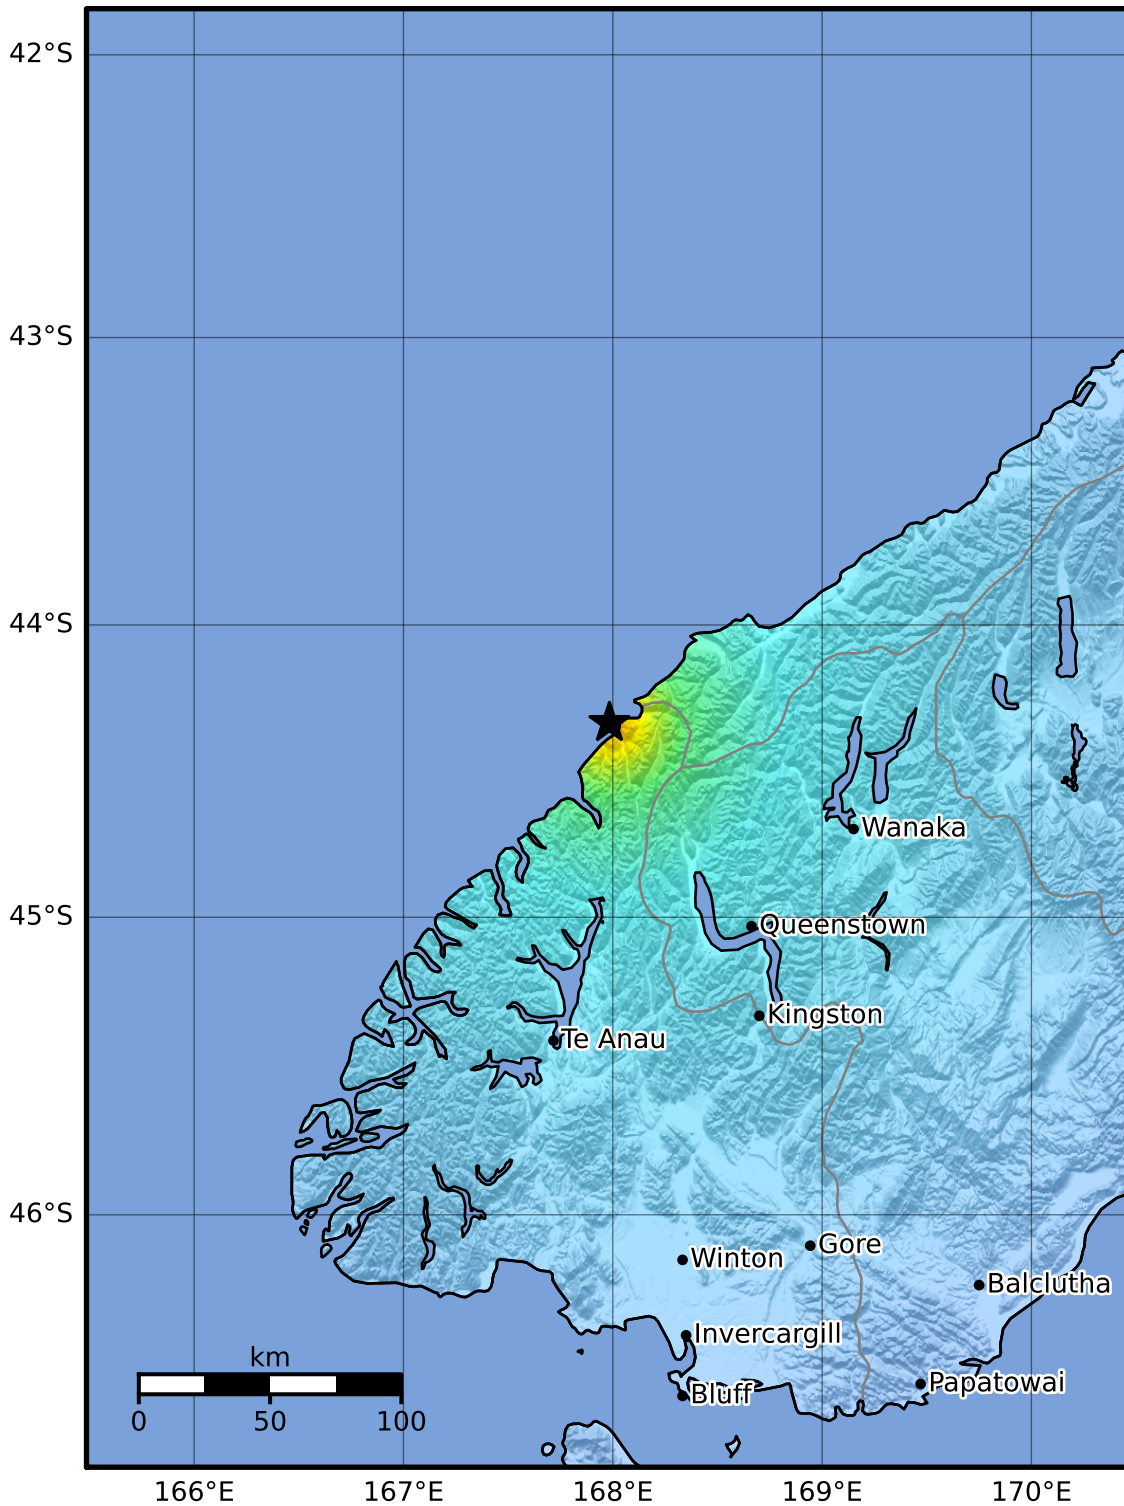 42°S
43°S
44°S
Wanaka
45°S
Queenstown
Kingston
Te Anau
46°S
Gore
Winton
Balclutha
Invercargill
km
Papatowai
Bluff
0 50 100
166°E 167°E 168°E 169°E 170°E